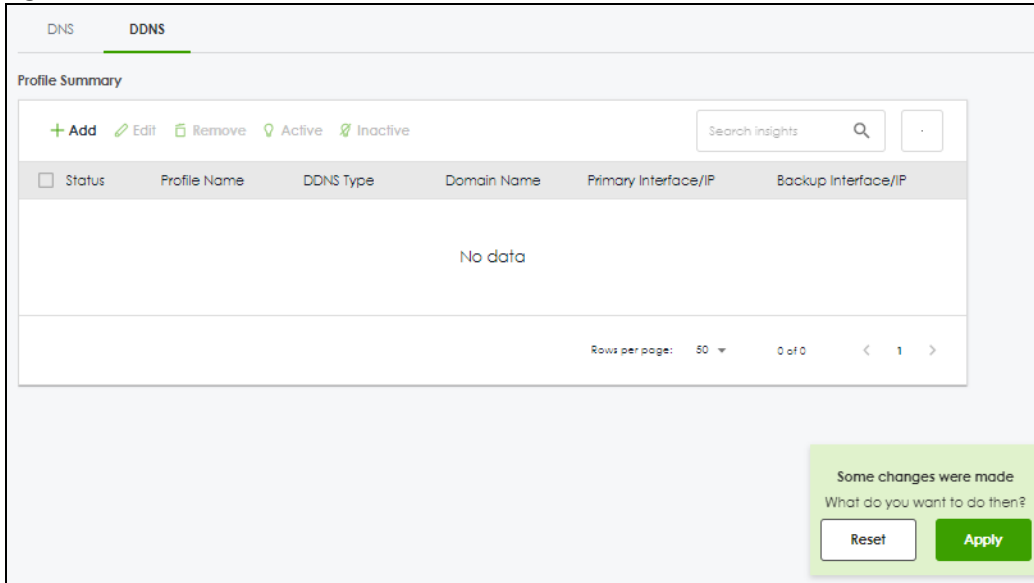 DNS DDNS
Profile Summary
Add Edit Remove Active Inactive Search insights
Status Profile Name DDNS Type Domain Name Primary Interface/IP Backup Interface/IP
No data
Rows per page: 50 0 of 0 < 1 >
Some changes were made
What do you want to do then?
Reset Apply